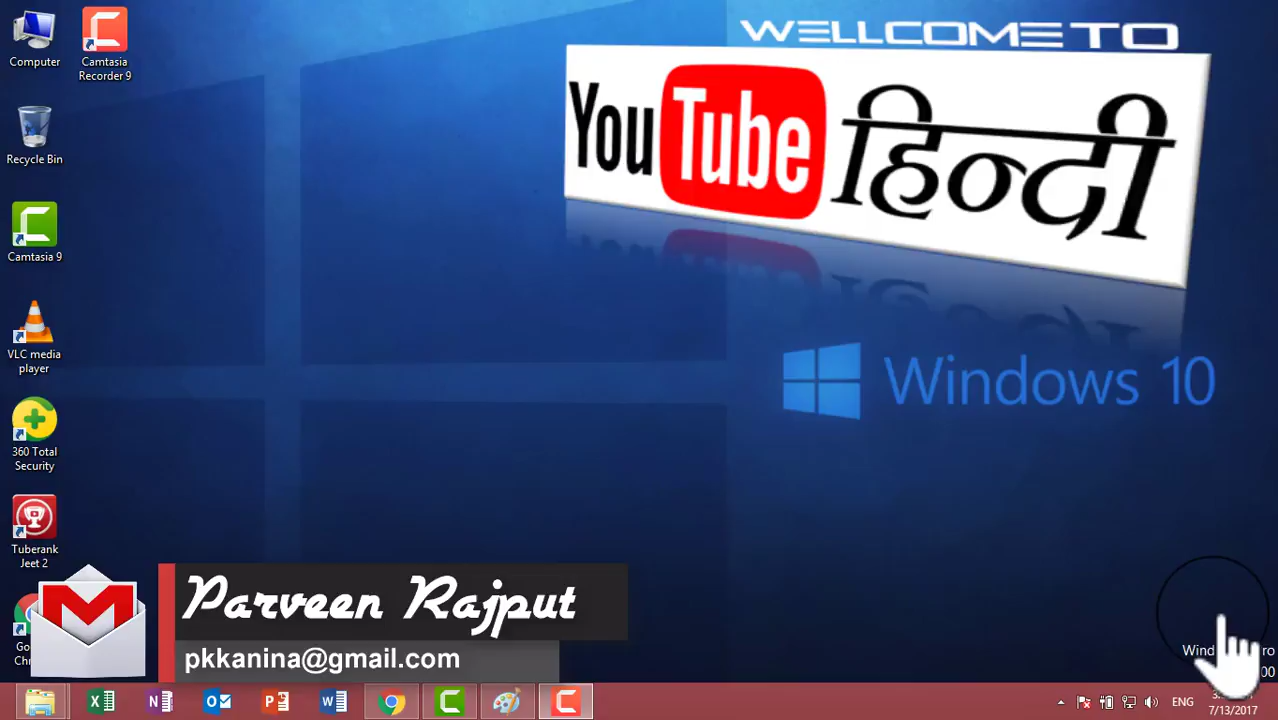 Computer
Camtasia
Recorder 9
WELLCOME TO
YouTube हिन्दी
Recycle Bin
Camtasia 9
VLC media
player
Windows 10
360 Total
Security
Tuberank
Jeet 2
Parveen Rajput
pkkanina@gmail.com
ENG
7/13/2017